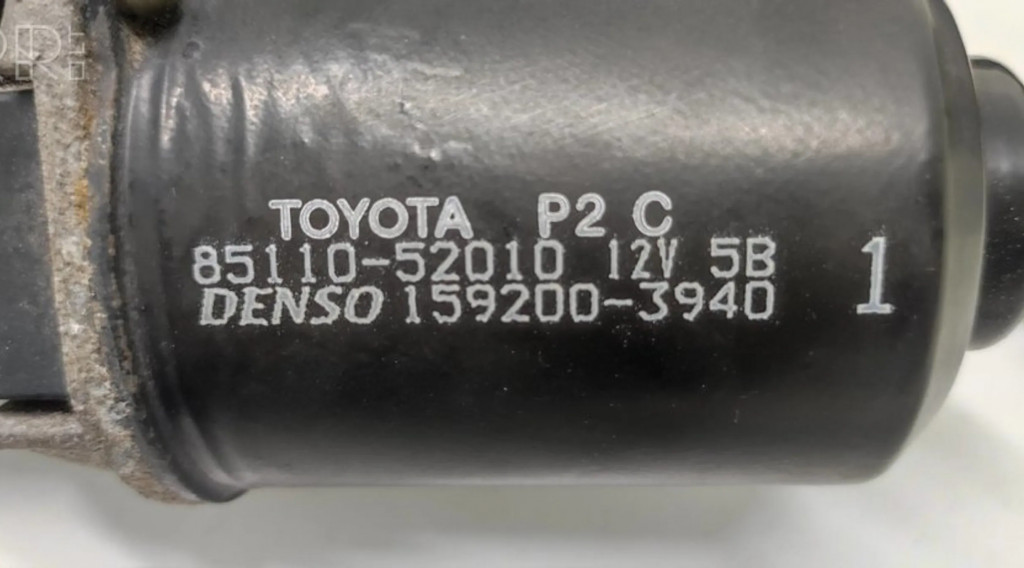 TOYOTA P2 C
85110-52010 12V 5B
DENSO 159200-3940
1